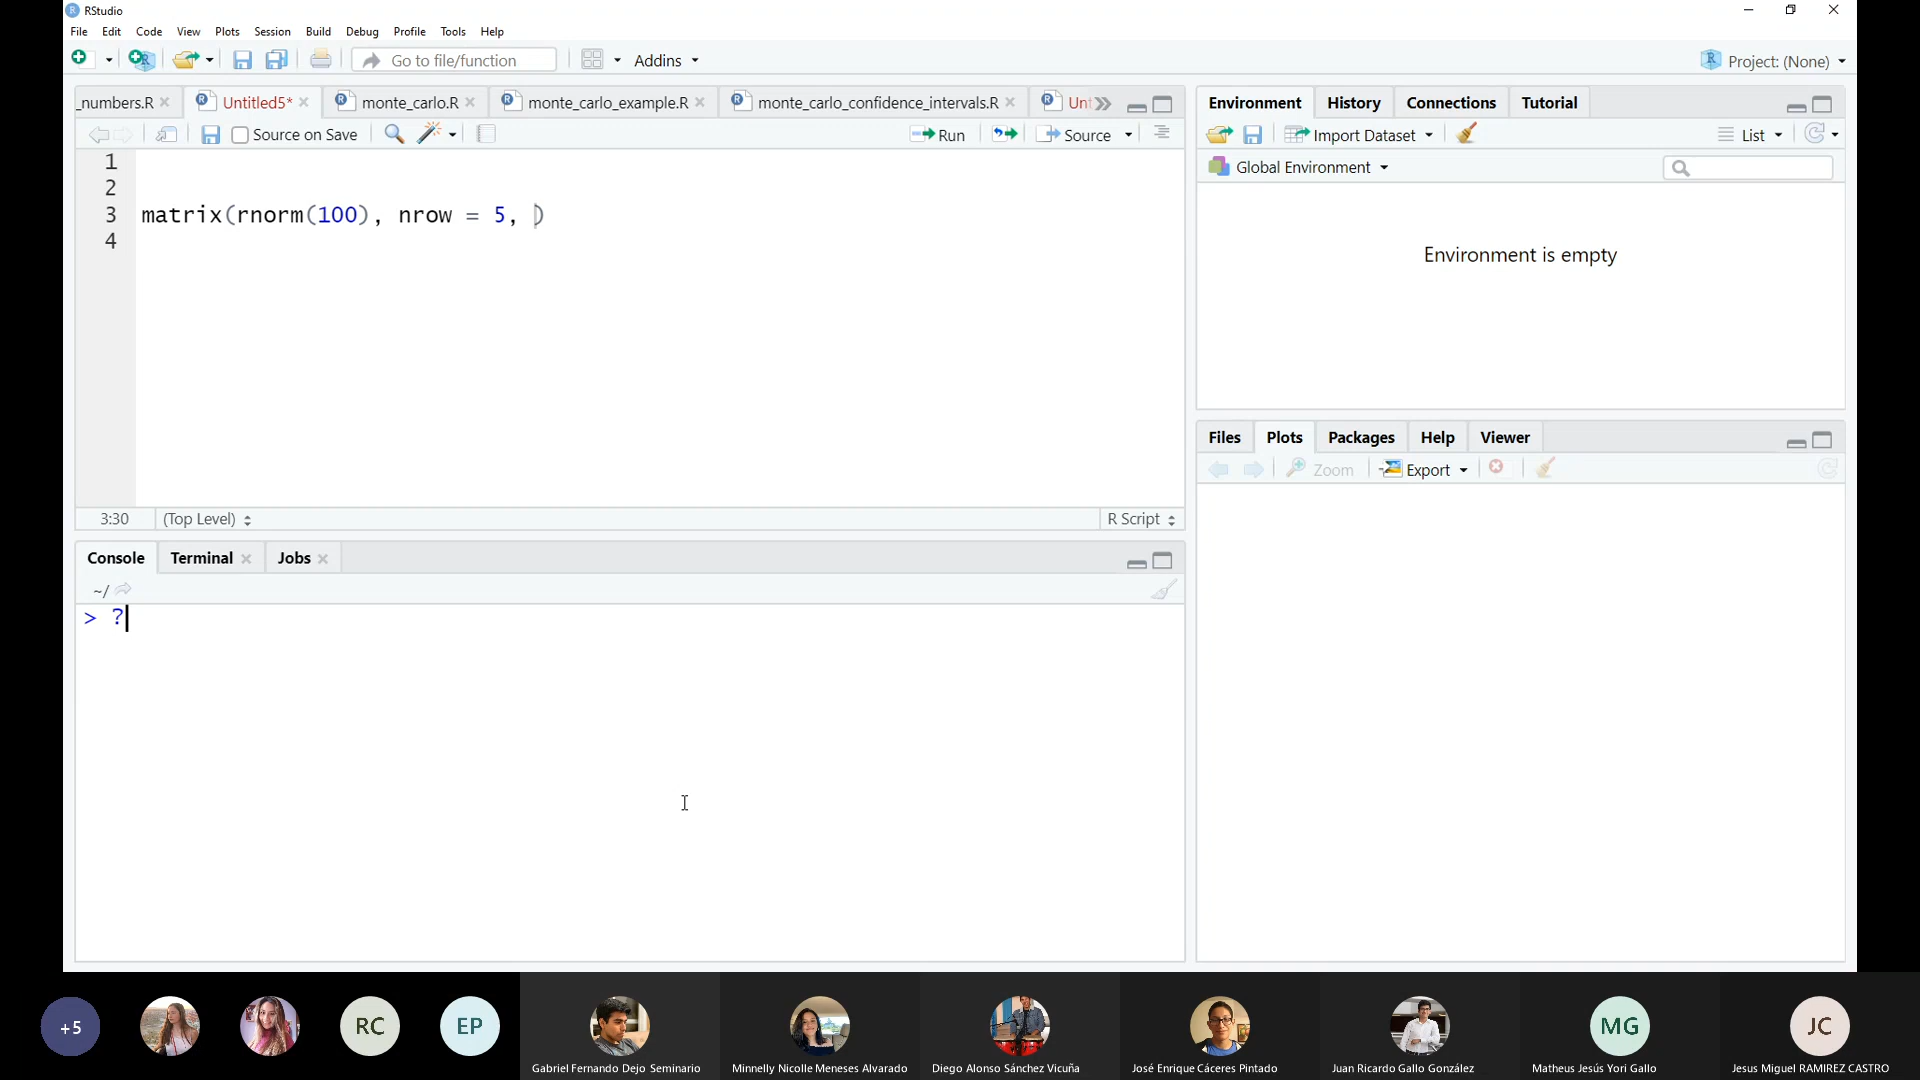 RStudio
File Edit Code View Plots Session Build Debug Profile Tools Help
Go to file/function Addins Project: (None)
_numbers.R Untitled5* monte_carlo.R monte_carlo_example.R monte_carlo_confidence_intervals.R Unt
Source on Save Run Source
1
2
3 matrix(rnorm(100), nrow = 5, )
4
3:30 (Top Level) R Script
Console Terminal Jobs
~/
> ?
Environment History Connections Tutorial
Import Dataset List
Global Environment
Environment is empty
Files Plots Packages Help Viewer
Zoom Export
+5 RC EP MG JC
Gabriel Fernando Dejo Seminario Minnelly Nicolle Meneses Alvarado Diego Alonso Sánchez Vicuña José Enrique Cáceres Pintado Juan Ricardo Gallo González Matheus Jesús Yori Gallo Jesus Miguel RAMIREZ CASTRO